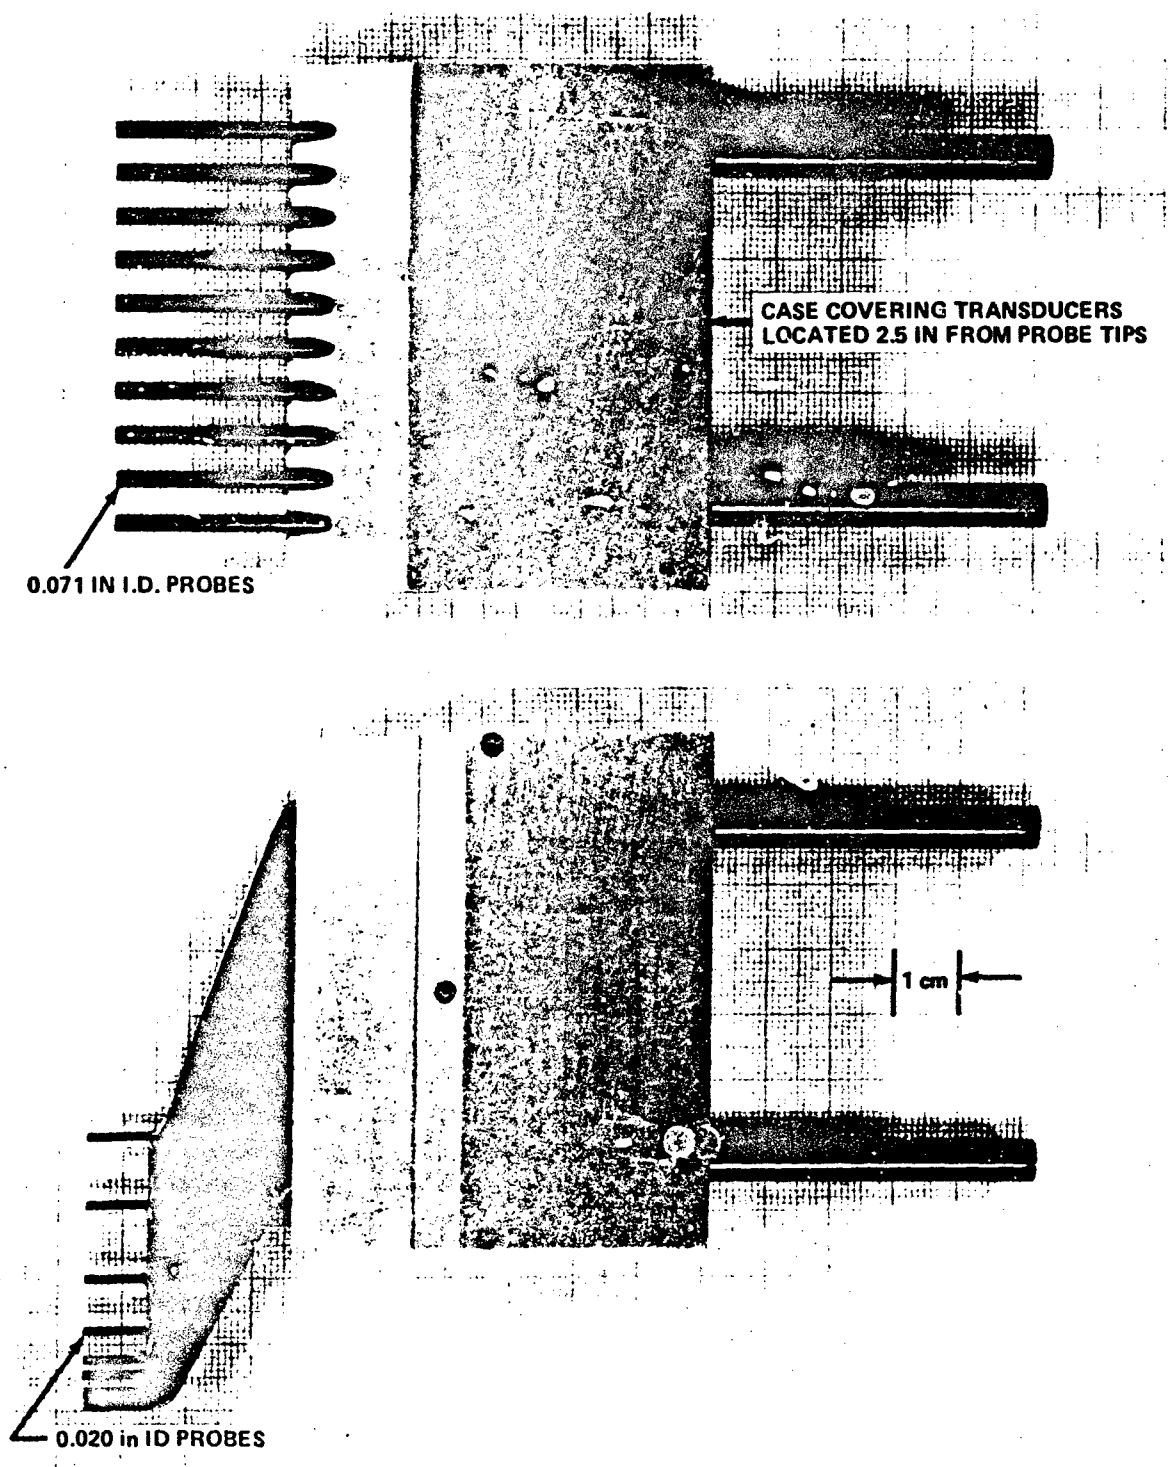 CASE COVERING TRANSDUCERS
LOCATED 2.5 IN FROM PROBE TIPS
0.071 IN I.D. PROBES
1 cm
0.020 in ID PROBES